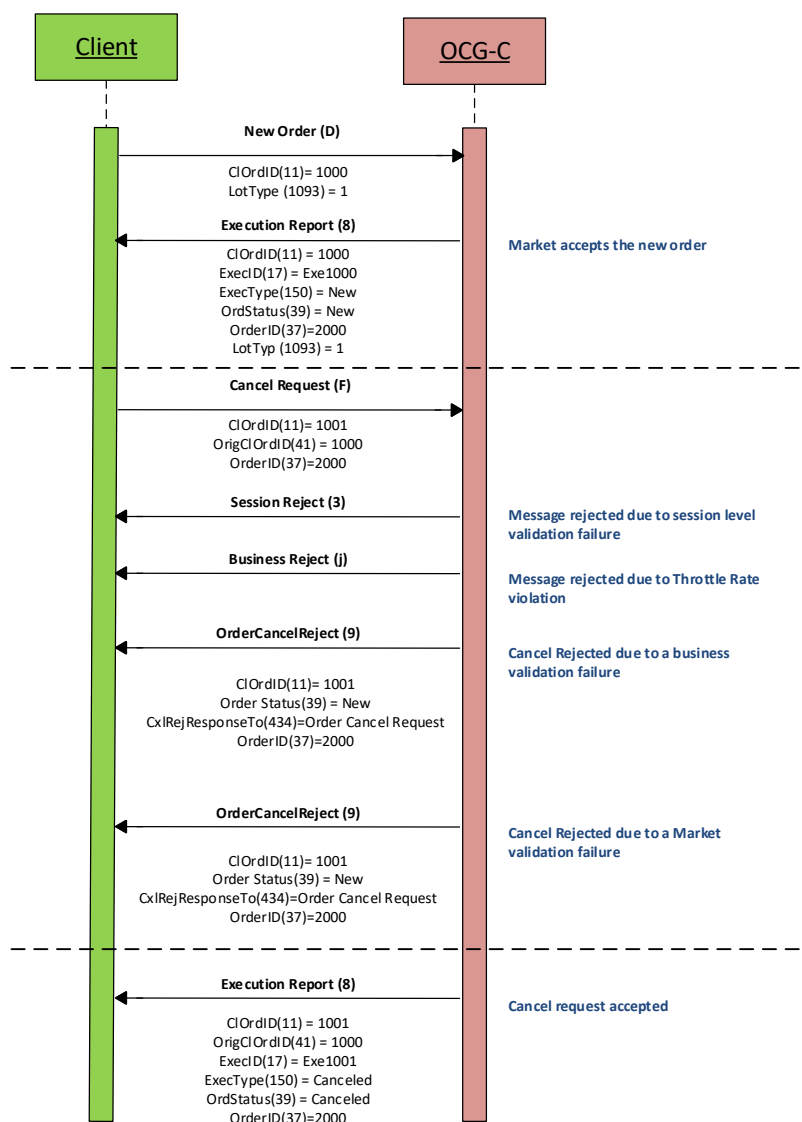 Client
OCG-C
New Order (D)
ClOrdID(11)= 1000
LotType (1093) = 1
Execution Report (8)
Market accepts the new order
ClOrdID(11) = 1000
ExecID(17) = Exe1000
ExecType(150) = New
OrdStatus(39) = New
OrderID(37)=2000
LotTyp (1093) = 1
Cancel Request (F)
ClOrdID(11)= 1001
OrigClOrdID(41) = 1000
OrderID(37)=2000
Session Reject (3)
Message rejected due to session level
validation failure
Business Reject (j)
Message rejected due to Throttle Rate
violation
OrderCancelReject (9)
Cancel Rejected due to a business
validation failure
ClOrdID(11)= 1001
Order Status(39) = New
CxlRejResponseTo(434)=Order Cancel Request
OrderID(37)=2000
OrderCancelReject (9)
Cancel Rejected due to a Market
validation failure
ClOrdID(11)= 1001
Order Status(39) = New
CxlRejResponseTo(434)=Order Cancel Request
OrderID(37)=2000
Execution Report (8)
Cancel request accepted
ClOrdID(11) = 1001
OrigClOrdID(41) = 1000
ExecID(17) = Exe1001
ExecType(150) = Canceled
OrdStatus(39) = Canceled
OrderID(37)=2000